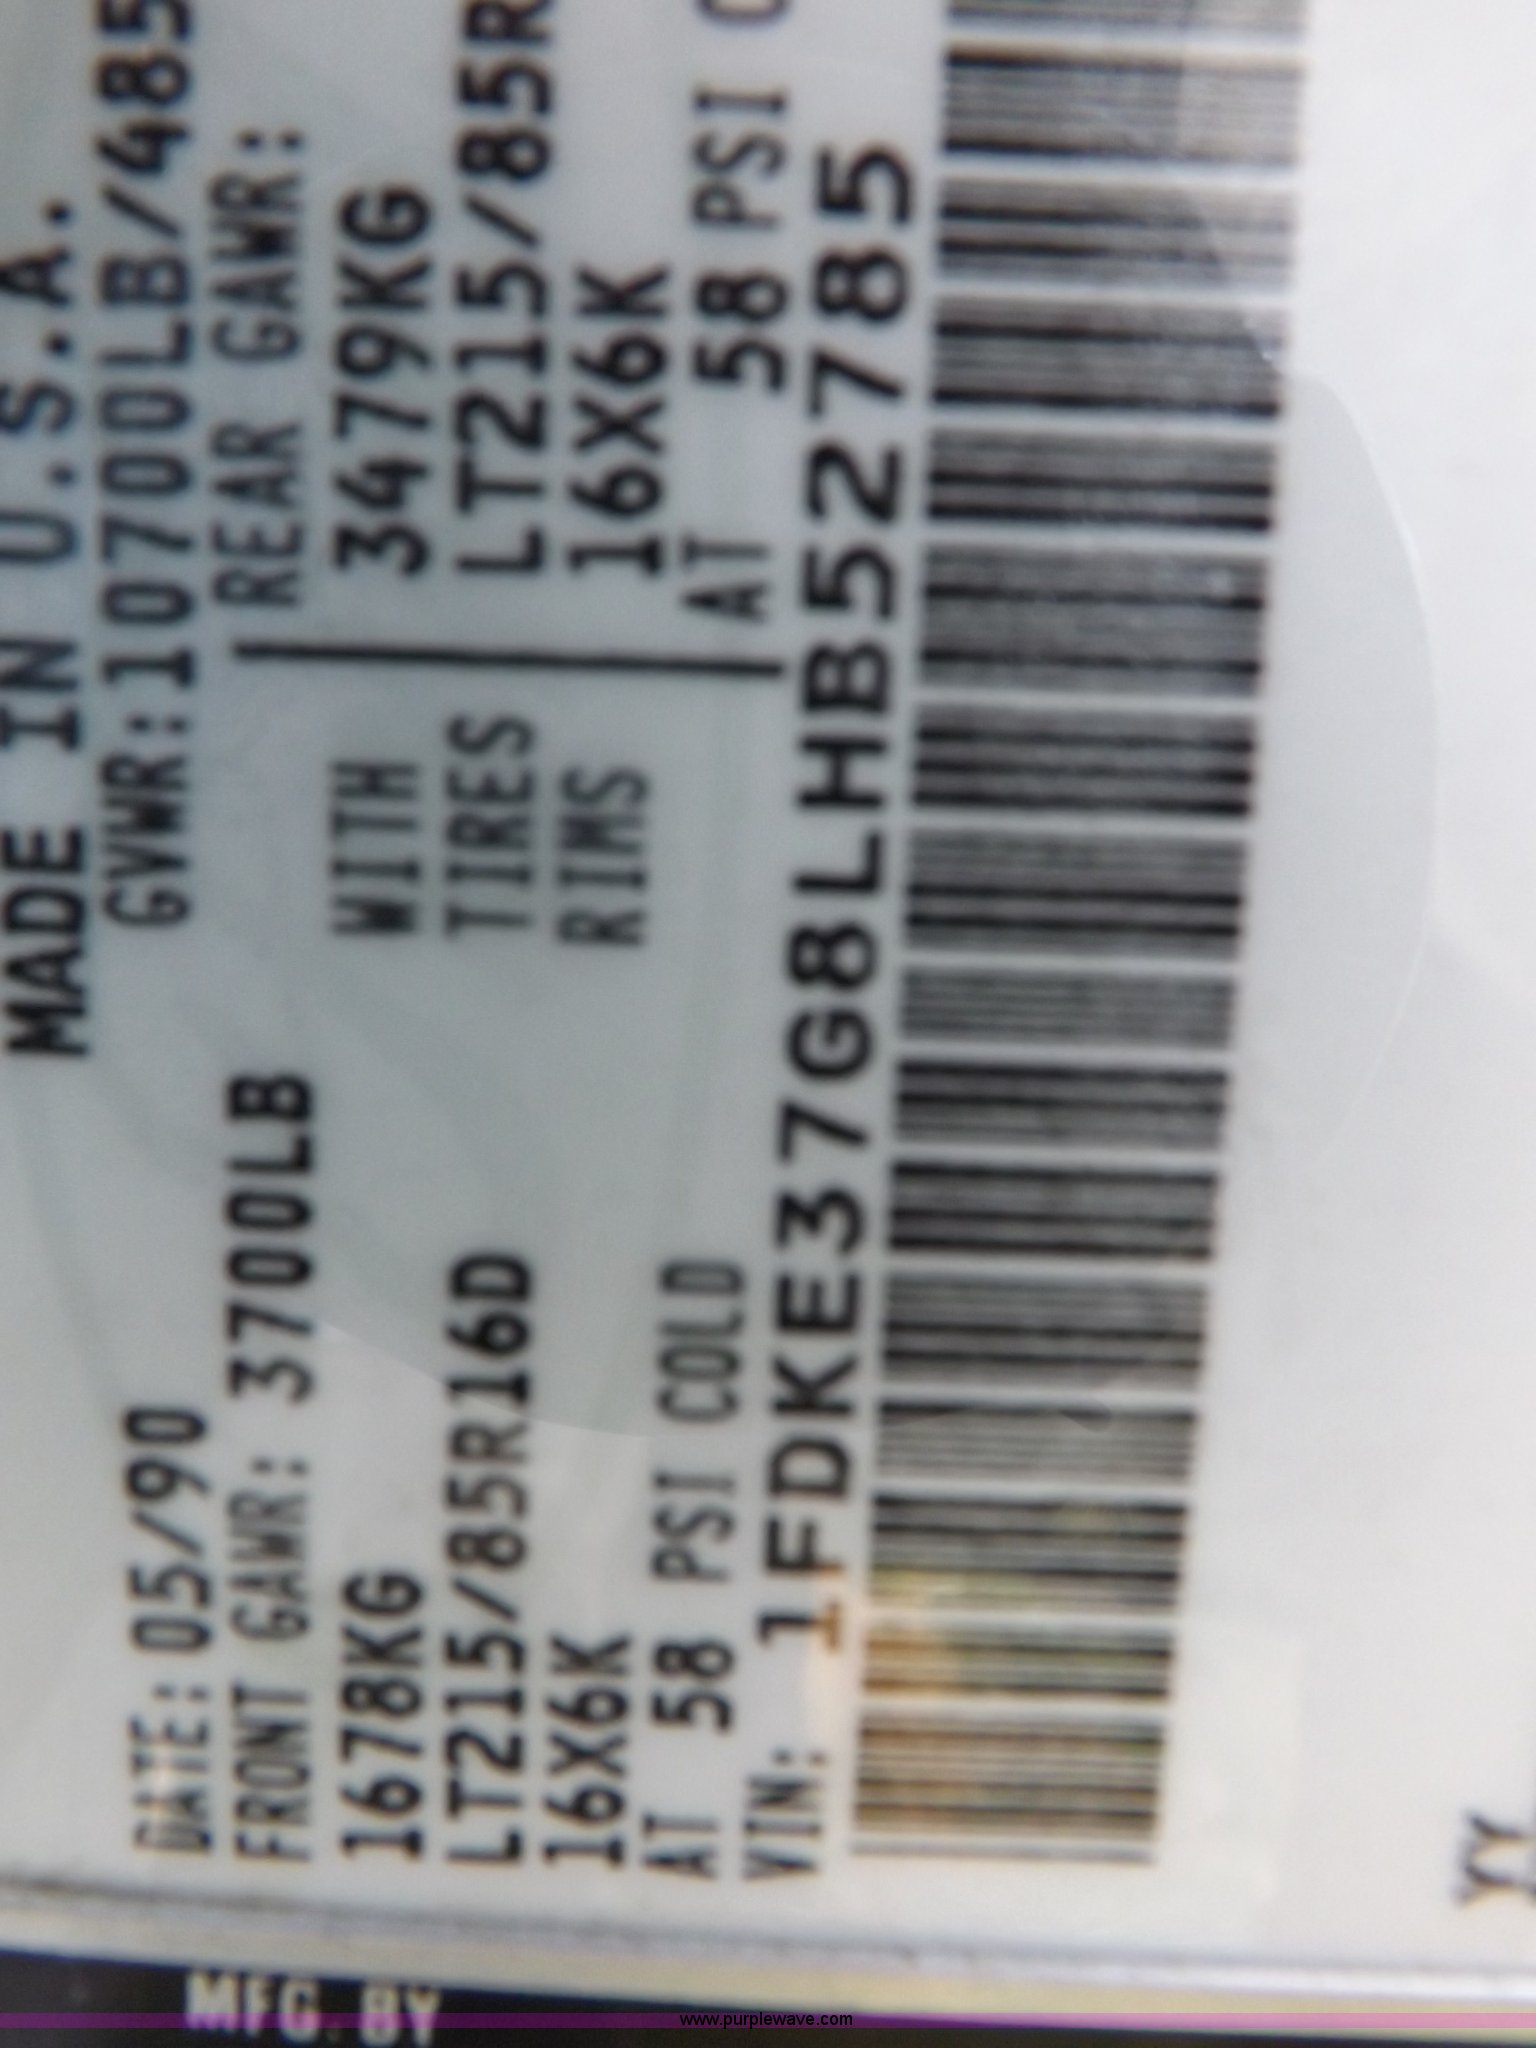 MADE IN U.S.A.
DATE: 05/90 GVWR:10700LB/485
FRONT GAWR: 3700LB REAR GAWR:
1678KG WITH 3479KG
LT215/85R16D TIRES LT215/85R
16X6K RIMS 16X6K
AT 58 PSI COLD AT 58 PSI
VIN: 1FDKE37G8LHB52785
YY
MFG. BY
www.purplewave.com